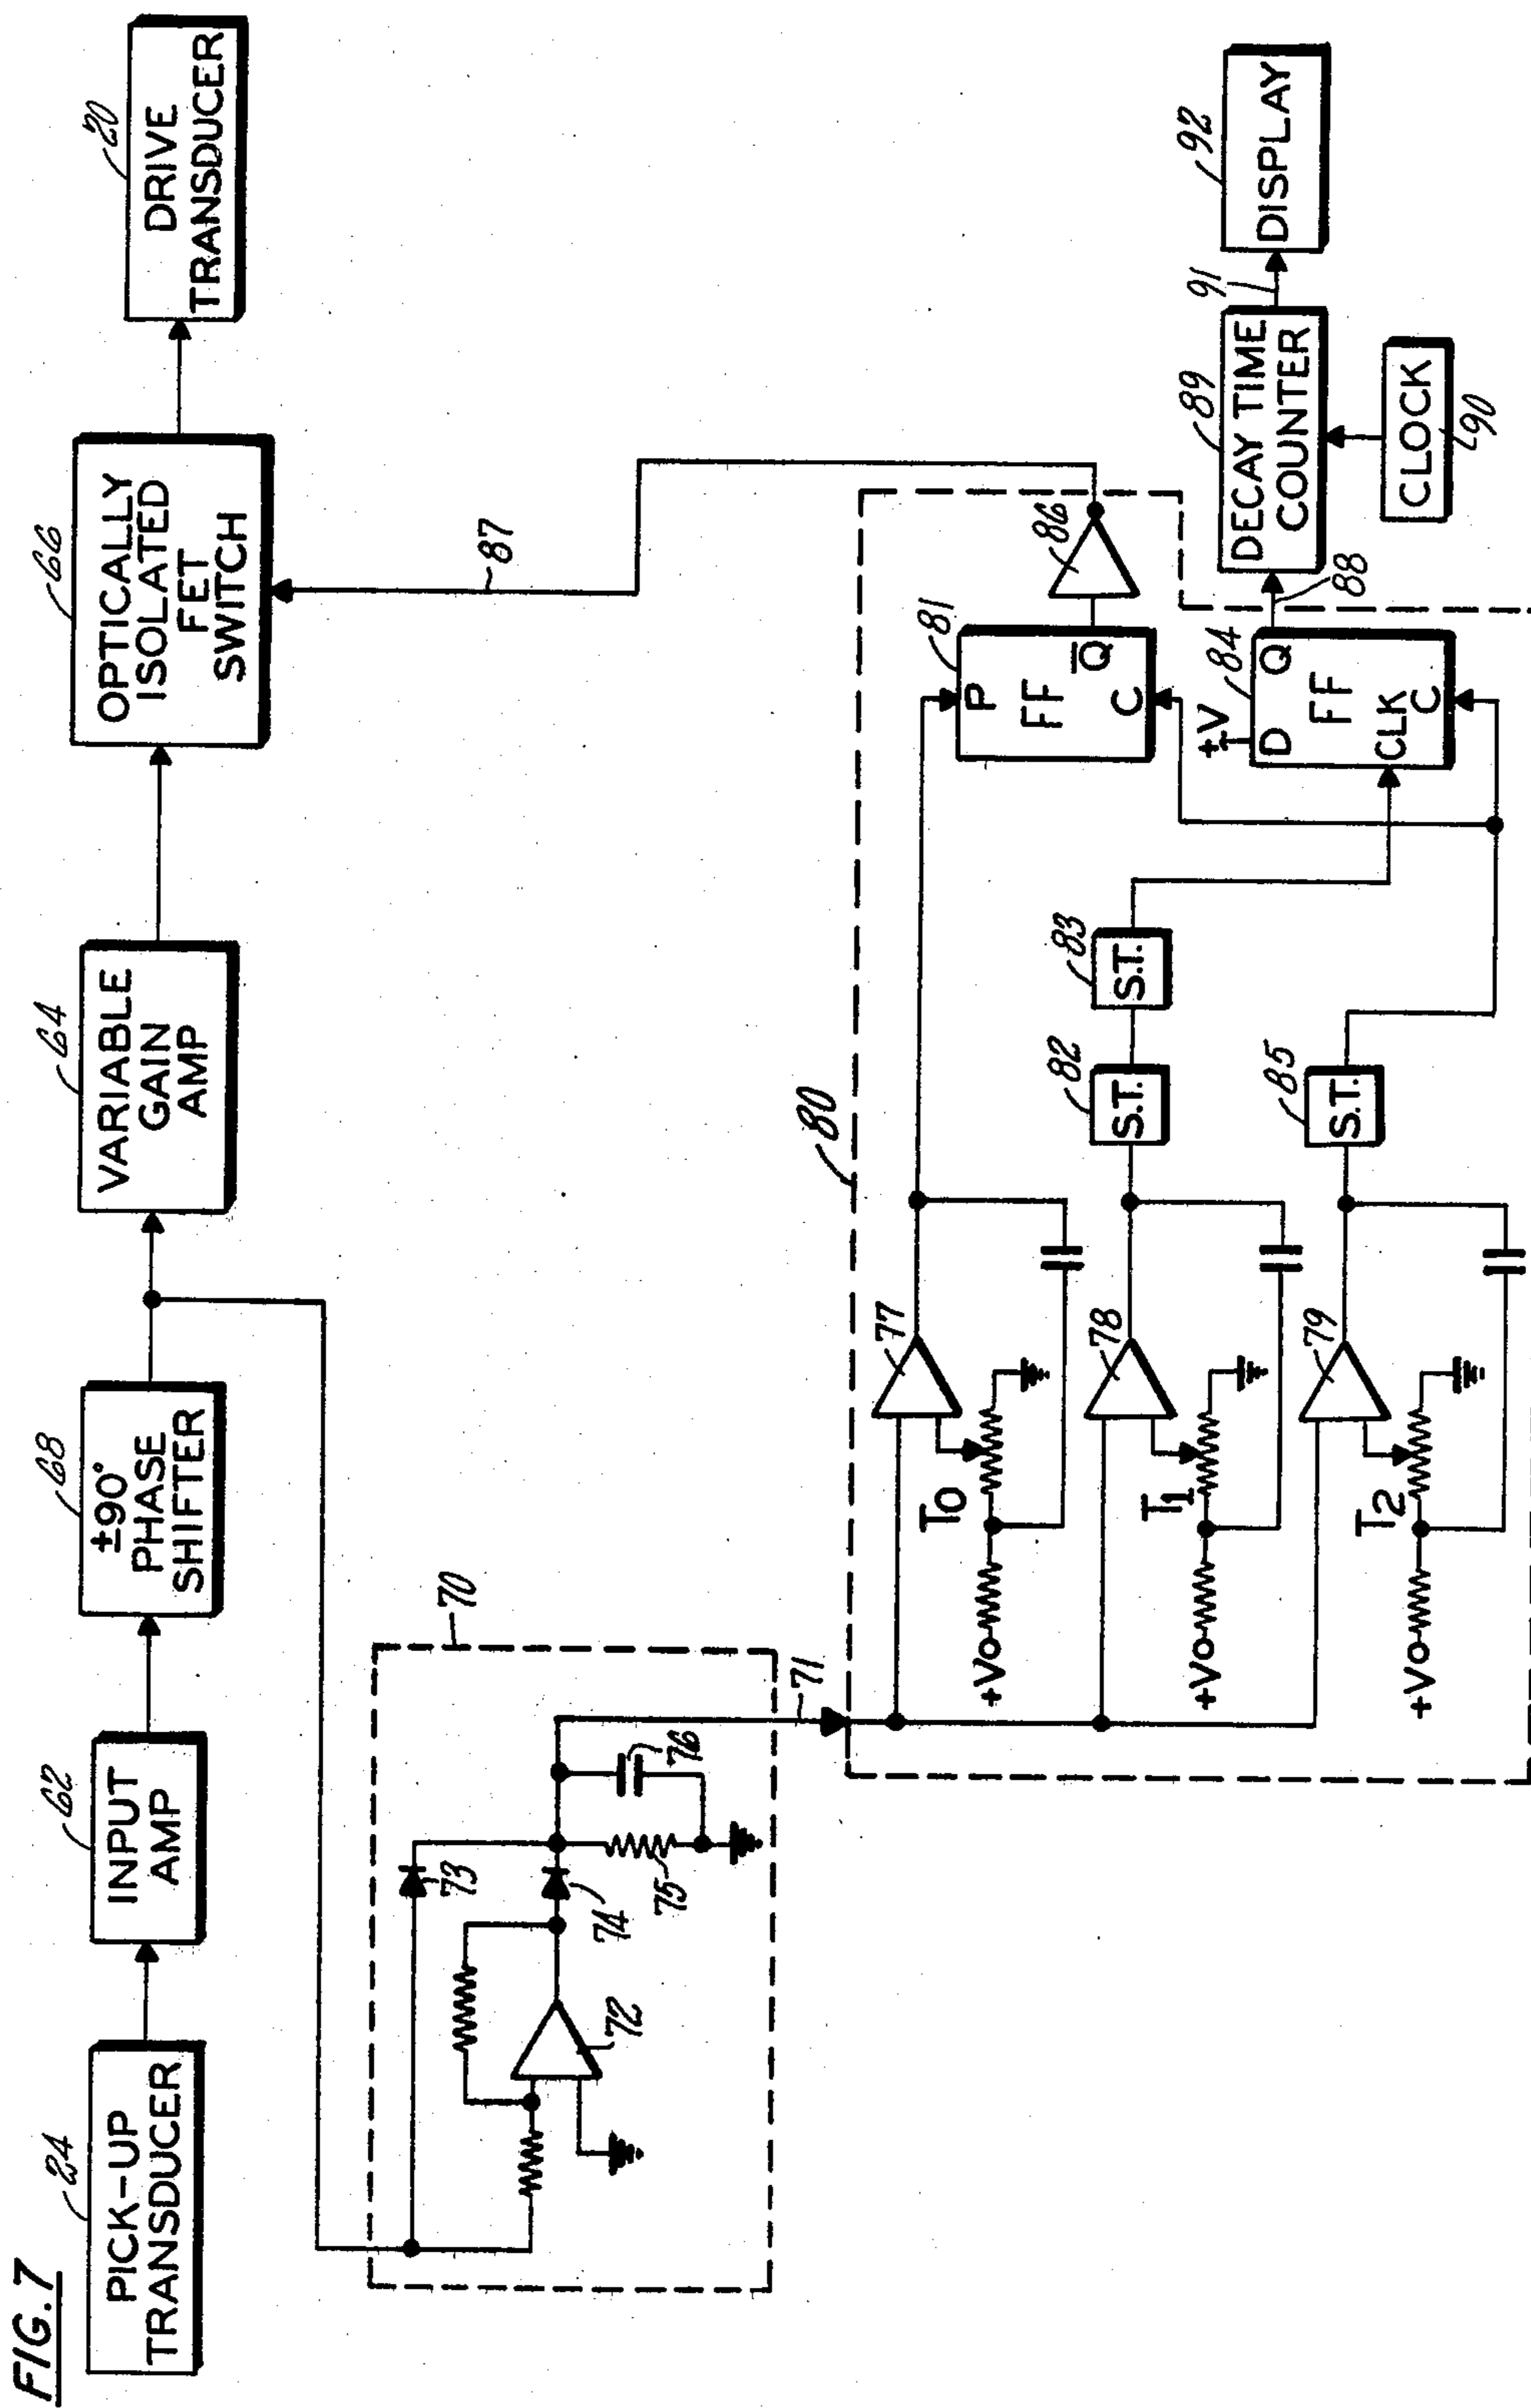 FIG. 7
24
PICK-UP
TRANSDUCER
62
INPUT
AMP
68
±90°
PHASE
SHIFTER
64
VARIABLE
GAIN
AMP
66
OPTICALLY
ISOLATED
FET
SWITCH
20
DRIVE
TRANSDUCER
70
73
74
72
75
76
71
80
87
77
T0
+V
78
T1
+V
79
T2
+V
82
S.T.
83
S.T.
85
S.T.
81
P
FF
Q̅
C
86
+V
84
D
Q
FF
CLK
C
88
89
DECAY TIME
COUNTER
CLOCK
90
91
92
DISPLAY